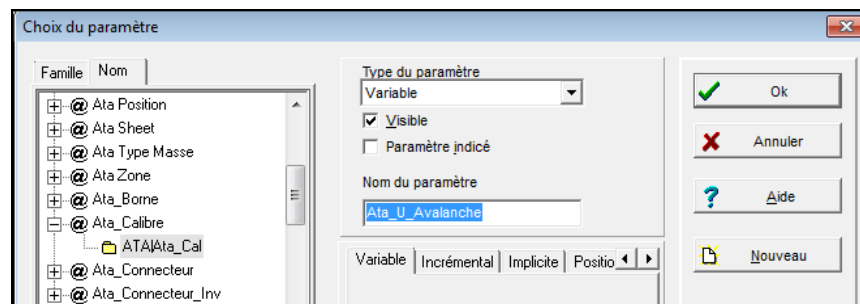 Choix du paramètre
Famille
Nom
@ Ata Position
@ Ata Sheet
@ Ata Type Masse
@ Ata Zone
@ Ata_Borne
@ Ata_Calibre
ATA|Ata_Cal
@ Ata_Connecteur
@ Ata_Connecteur_Inv
Type du paramètre
Variable
Visible
Paramètre indicé
Nom du paramètre
Ata_U_Avalanche
Variable
Incrémental
Implicite
Positio
Ok
Annuler
Aide
Nouveau